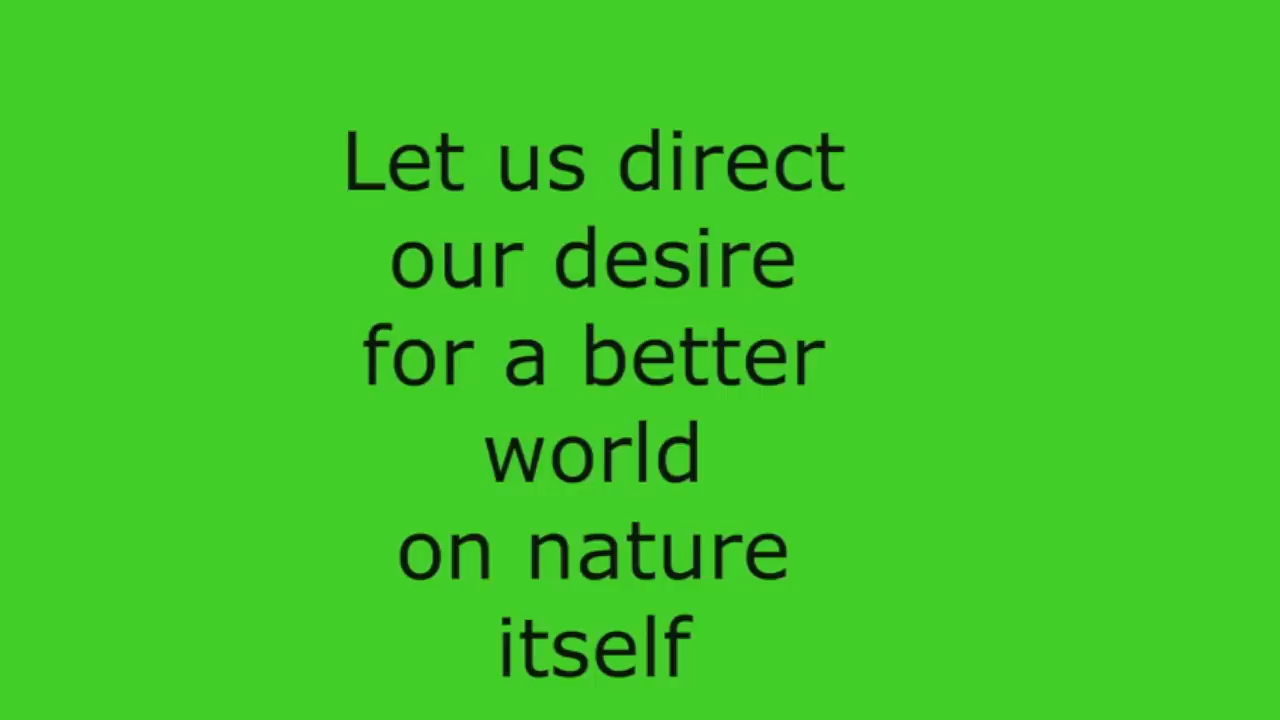 Let us direct
our desire
for a better
world
on nature
itself